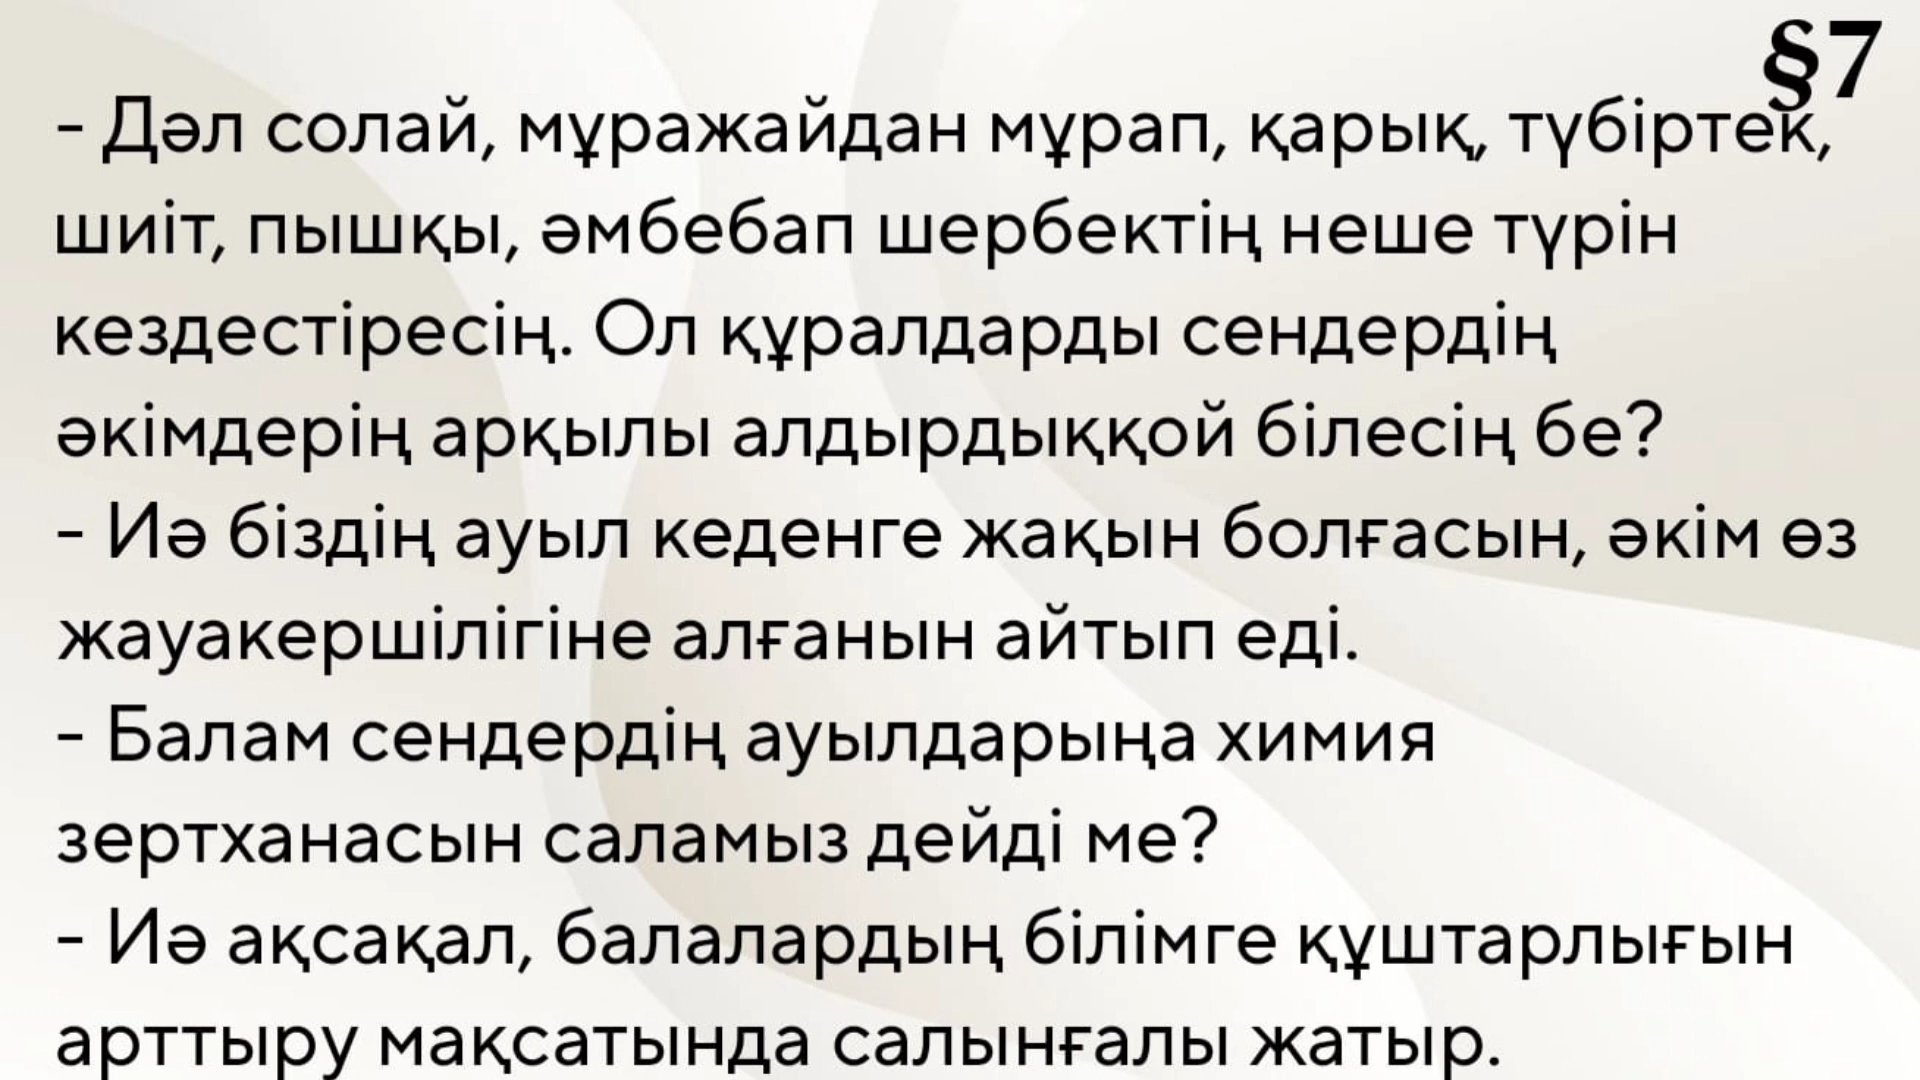 §7
- Дәл солай, мұражайдан мұрап, қарық, түбіртек,
шиіт, пышқы, әмбебап шербектің неше түрін
кездестіресің. Ол құралдарды сендердің
әкімдерің арқылы алдырдыққой білесің бе?
- Иә біздің ауыл кеденге жақын болғасын, әкім өз
жауакершілігіне алғанын айтып еді.
- Балам сендердің ауылдарыңа химия
зертханасын саламыз дейді ме?
- Иә ақсақал, балалардың білімге құштарлығын
арттыру мақсатында салынғалы жатыр.